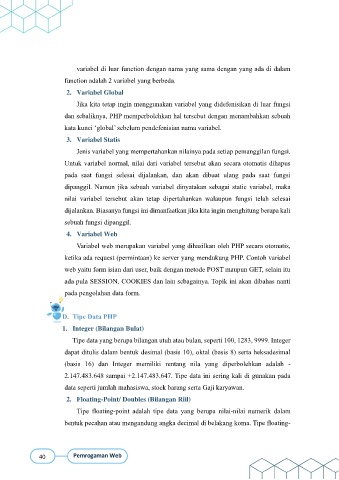 variabel di luar function dengan nama yang sama dengan yang ada di dalam
function adalah 2 variabel yang berbeda.
2. Variabel Global
Jika kita tetap ingin menggunakan variabel yang didefenisikan di luar fungsi
dan sebaliknya, PHP memperbolehkan hal tersebut dengan menambahkan sebuah
kata kunci ‘global’ sebelum pendefenisian nama variabel.
3. Variabel Statis
Jenis variabel yang mempertahankan nilainya pada setiap pemanggilan fungsi.
Untuk variabel normal, nilai dari variabel tersebut akan secara otomatis dihapus
pada saat fungsi selesai dijalankan, dan akan dibuat ulang pada saat fungsi
dipanggil. Namun jika sebuah variabel dinyatakan sebagai static variabel, maka
nilai variabel tersebut akan tetap dipertahankan walaupun fungsi telah selesai
dijalankan. Biasanya fungsi ini dimanfaatkan jika kita ingin menghitung berapa kali
sebuah fungsi dipanggil.
4. Variabel Web
Variabel web merupakan variabel yang dihasilkan oleh PHP secara otomatis,
ketika ada request (permintaan) ke server yang mendukung PHP. Contoh variabel
web yaitu form isian dari user, baik dengan metode POST maupun GET, selain itu
ada pula SESSION, COOKIES dan lain sebagainya. Topik ini akan dibahas nanti
pada pengolahan data form.
D. Tipe Data PHP
1. Integer (Bilangan Bulat)
Tipe data yang berupa bilangan utuh atau bulan, seperti 100, 1283, 9999. Integer
dapat ditulis dalam bentuk desimal (basis 10), oktal (basis 8) serta heksadesimal
(basis 16) dan Integer memiliki rentang nila yang diperbolehkan adalah -
2.147.483.648 sampai +2.147.483.647. Tipe data ini sering kali di gunakan pada
data seperti jumlah mahasiswa, stock barang serta Gaji karyawan.
2. Floating-Point/ Doubles (Bilangan Riil)
Tipe floating-point adalah tipe data yang berupa nilai-nilai numerik dalam
bentuk pecahan atau mengandung angka decimal di belakang koma. Tipe floating-
40 Pemrogaman Web